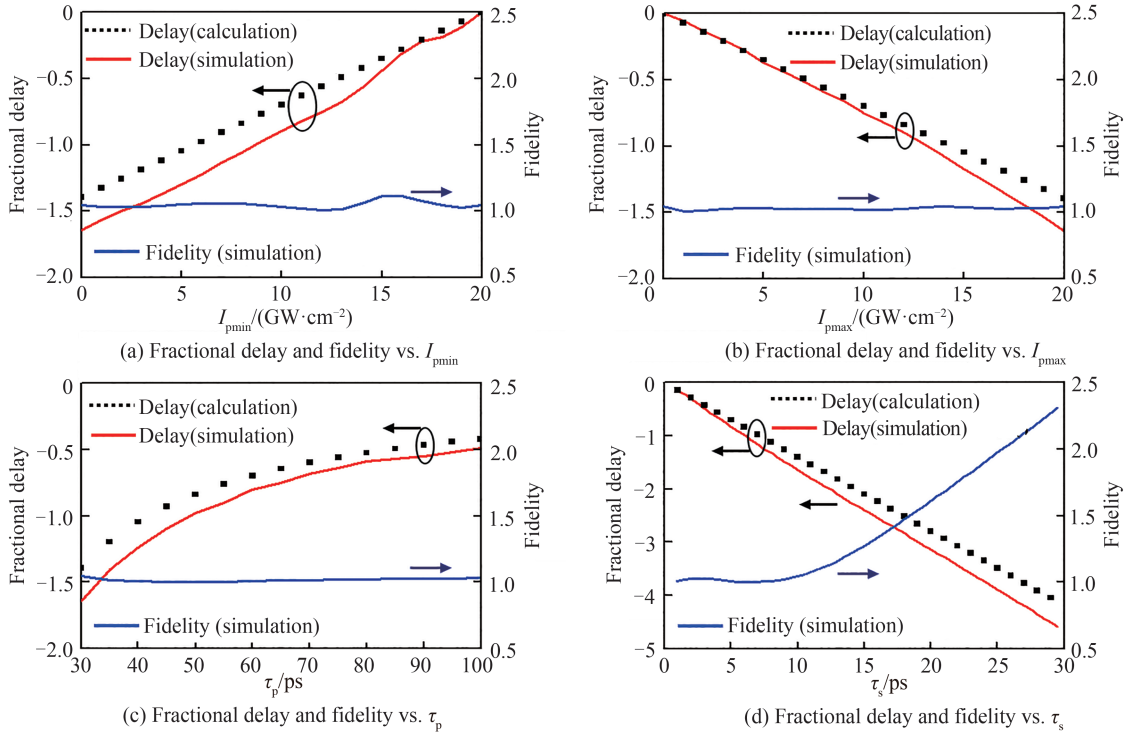 0
−0.5
−1.0
−1.5
−2.0
Fractional delay
Delay(calculation)
Delay(simulation)
Fidelity (simulation)
2.5
2.0
1.5
1.0
0.5
Fidelity
0 5 10 15 20
Ipmin/(GW·cm−2)
(a) Fractional delay and fidelity vs. Ipmin
0
−0.5
−1.0
−1.5
−2.0
Fractional delay
Delay(calculation)
Delay(simulation)
Fidelity (simulation)
2.5
2.0
1.5
1.0
0.5
Fidelity
0 5 10 15 20
Ipmax/(GW·cm−2)
(b) Fractional delay and fidelity vs. Ipmax
0
−0.5
−1.0
−1.5
−2.0
Fractional delay
Delay(calculation)
Delay(simulation)
Fidelity (simulation)
2.5
2.0
1.5
1.0
0.5
Fidelity
30 40 50 60 70 80 90 100
τp/ps
(c) Fractional delay and fidelity vs. τp
0
−1
−2
−3
−4
−5
Fractional delay
Delay(calculation)
Delay(simulation)
Fidelity (simulation)
2.5
2.0
1.5
1.0
0.5
Fidelity
0 5 10 15 20 25 30
τs/ps
(d) Fractional delay and fidelity vs. τs